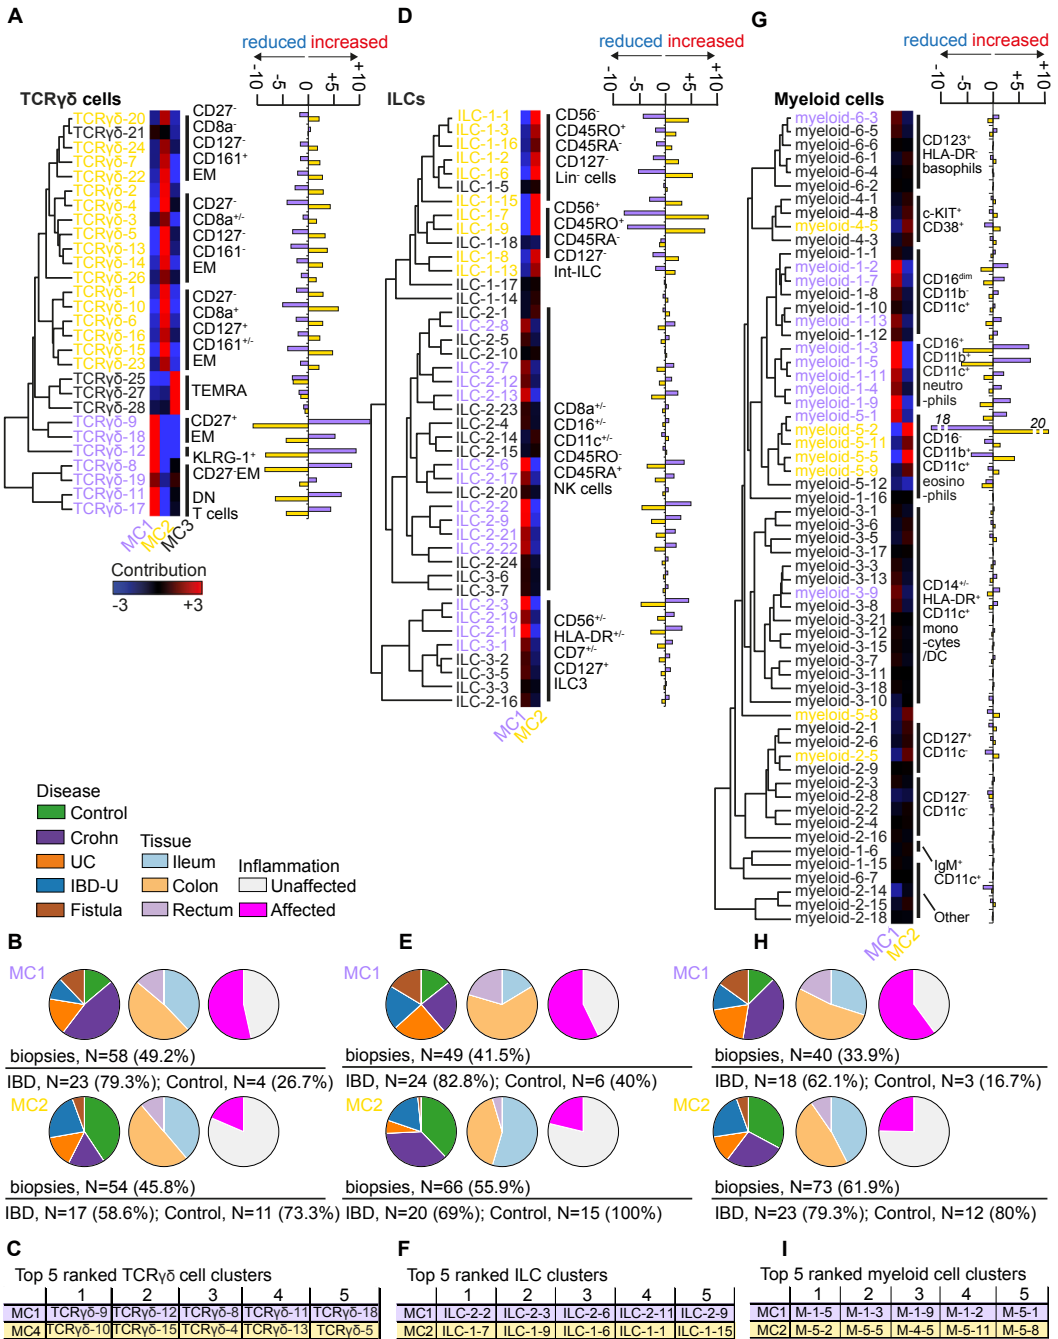 A
reduced increased
-10 -5 0 +5 +10
TCRγδ cells
TCRγδ-20
TCRγδ-21
TCRγδ-24
TCRγδ-7
TCRγδ-22
TCRγδ-2
TCRγδ-4
TCRγδ-3
TCRγδ-5
TCRγδ-13
TCRγδ-14
TCRγδ-26
TCRγδ-1
TCRγδ-10
TCRγδ-6
TCRγδ-16
TCRγδ-15
TCRγδ-23
TCRγδ-25
TCRγδ-27
TCRγδ-28
TCRγδ-9
TCRγδ-18
TCRγδ-12
TCRγδ-8
TCRγδ-19
TCRγδ-11
TCRγδ-17
CD27-
CD8a-
CD127-
CD161+
EM
CD27-
CD8a+/-
CD127-
CD161-
EM
CD27-
CD8a+
CD127+
CD161+/-
EM
TEMRA
CD27+
EM
KLRG-1+
CD27-EM
DN
T cells
MC1 MC2 MC3
Contribution
-3 +3
D
reduced increased
-10 -5 0 +5 +10
ILCs
ILC-1-1
ILC-1-3
ILC-1-16
ILC-1-2
ILC-1-6
ILC-1-5
ILC-1-15
ILC-1-7
ILC-1-9
ILC-1-18
ILC-1-8
ILC-1-13
ILC-1-17
ILC-1-14
ILC-2-1
ILC-2-8
ILC-2-5
ILC-2-10
ILC-2-7
ILC-2-12
ILC-2-13
ILC-2-23
ILC-2-4
ILC-2-14
ILC-2-15
ILC-2-6
ILC-2-17
ILC-2-20
ILC-2-2
ILC-2-9
ILC-2-21
ILC-2-22
ILC-2-24
ILC-3-6
ILC-3-7
ILC-2-3
ILC-2-19
ILC-2-11
ILC-3-1
ILC-3-2
ILC-3-5
ILC-3-3
ILC-2-16
CD56-
CD45RO+
CD45RA-
CD127-
Lin- cells
CD56+
CD45RO+
CD45RA-
CD127-
Int-ILC
CD8a+/-
CD16+/-
CD11c+/-
CD45RO-
CD45RA+
NK cells
CD56+/-
HLA-DR+/-
CD7+/-
CD127+
ILC3
MC1 MC2
G
reduced increased
-10 -5 0 +5 +10
Myeloid cells
myeloid-6-3
myeloid-6-5
myeloid-6-6
myeloid-6-1
myeloid-6-4
myeloid-6-2
myeloid-4-1
myeloid-4-8
myeloid-4-5
myeloid-4-3
myeloid-1-1
myeloid-1-2
myeloid-1-7
myeloid-1-8
myeloid-1-10
myeloid-1-13
myeloid-1-3
myeloid-1-5
myeloid-1-11
myeloid-1-4
myeloid-1-9
myeloid-5-1
myeloid-5-2
myeloid-5-11
myeloid-5-5
myeloid-5-9
myeloid-5-12
myeloid-1-16
myeloid-3-1
myeloid-3-6
myeloid-3-5
myeloid-3-17
myeloid-3-3
myeloid-3-13
myeloid-3-9
myeloid-3-8
myeloid-3-21
myeloid-3-12
myeloid-3-15
myeloid-3-7
myeloid-3-11
myeloid-3-18
myeloid-3-10
myeloid-5-8
myeloid-2-1
myeloid-2-6
myeloid-2-5
myeloid-2-9
myeloid-2-3
myeloid-2-8
myeloid-2-2
myeloid-2-4
myeloid-2-16
myeloid-1-6
myeloid-1-15
myeloid-6-7
myeloid-2-14
myeloid-2-15
myeloid-2-18
CD123+
HLA-DR-
basophils
c-KIT+
CD38+
CD16dim
CD11b-
CD11c+
CD16+
CD11b+
CD11c+
neutro
-phils
18 20
CD16-
CD11b+
CD11c+
eosino
-phils
CD14+/-
HLA-DR+
CD11c+
mono
-cytes
/DC
CD127+
CD11c-
CD127-
CD11c-
IgM+
CD11c+
Other
MC1 MC2
Disease
Control
Crohn
UC
IBD-U
Fistula
Tissue
Ileum
Colon
Rectum
Inflammation
Unaffected
Affected
B
MC1
biopsies, N=58 (49.2%)
IBD, N=23 (79.3%); Control, N=4 (26.7%)
MC2
biopsies, N=54 (45.8%)
IBD, N=17 (58.6%); Control, N=11 (73.3%)
E
MC1
biopsies, N=49 (41.5%)
IBD, N=24 (82.8%); Control, N=6 (40%)
MC2
biopsies, N=66 (55.9%)
IBD, N=20 (69%); Control, N=15 (100%)
H
MC1
biopsies, N=40 (33.9%)
IBD, N=18 (62.1%); Control, N=3 (16.7%)
MC2
biopsies, N=73 (61.9%)
IBD, N=23 (79.3%); Control, N=12 (80%)
C
Top 5 ranked TCRγδ cell clusters
1 2 3 4 5
MC1 TCRγδ-9 TCRγδ-12 TCRγδ-8 TCRγδ-11 TCRγδ-18
MC4 TCRγδ-10 TCRγδ-15 TCRγδ-4 TCRγδ-13 TCRγδ-5
F
Top 5 ranked ILC clusters
1 2 3 4 5
MC1 ILC-2-2 ILC-2-3 ILC-2-6 ILC-2-11 ILC-2-9
MC2 ILC-1-7 ILC-1-9 ILC-1-6 ILC-1-1 ILC-1-15
I
Top 5 ranked myeloid cell clusters
1 2 3 4 5
MC1 M-1-5 M-1-3 M-1-9 M-1-2 M-5-1
MC2 M-5-2 M-5-5 M-4-5 M-5-11 M-5-8